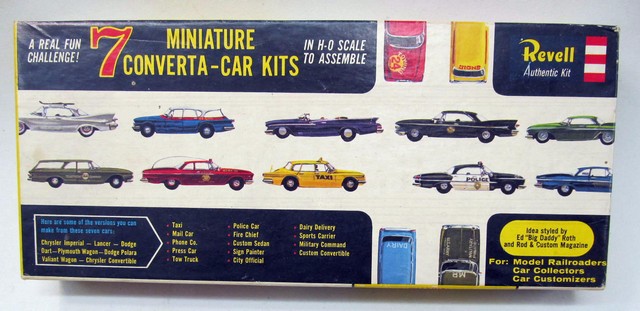 A REAL FUN
CHALLENGE!
7
MINIATURE
CONVERTA-CAR KITS
IN H-O SCALE
TO ASSEMBLE
Revell
Authentic Kit
TAXI
POLICE
Here are some of the versions you can
make from these seven cars:
Chrysler Imperial — Lancer — Dodge
Dart—Plymouth Wagon—Dodge Polara
Valiant Wagon — Chrysler Convertible
Taxi
Mail Car
Phone Co.
Press Car
Tow Truck
Police Car
Fire Chief
Custom Sedan
Sign Painter
City Official
Dairy Delivery
Sports Carrier
Military Command
Custom Convertible
DAIRY
MR
Idea styled by
Ed "Big Daddy" Roth
and Rod & Custom Magazine
For: Model Railroaders
Car Collectors
Car Customizers